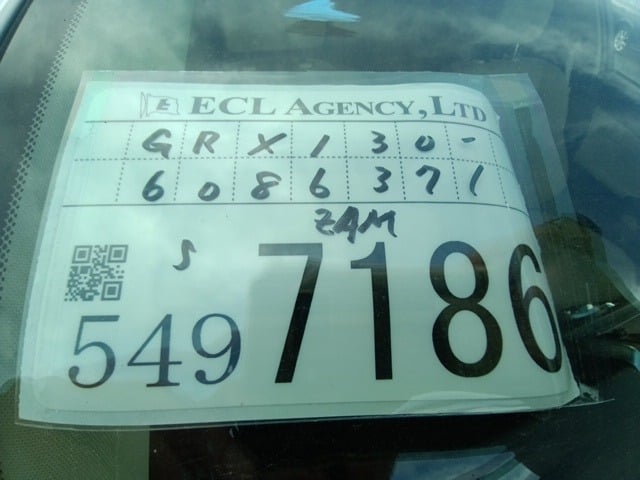 E ECL AGENCY, LTD
GRX130-
6086371
ZAM
S
549 7186